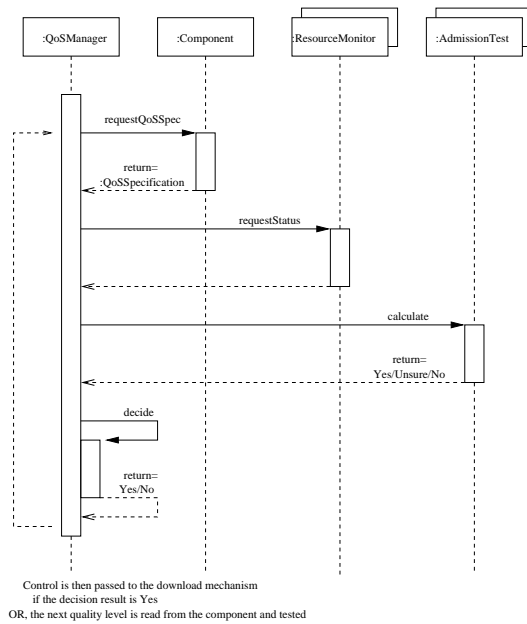 :QoSManager
:Component
:ResourceMonitor
:AdmissionTest
requestQoSSpec
return=
:QoSSpecification
requestStatus
calculate
return=
Yes/Unsure/No
decide
return=
Yes/No
Control is then passed to the download mechanism
if the decision result is Yes
OR, the next quality level is read from the component and tested